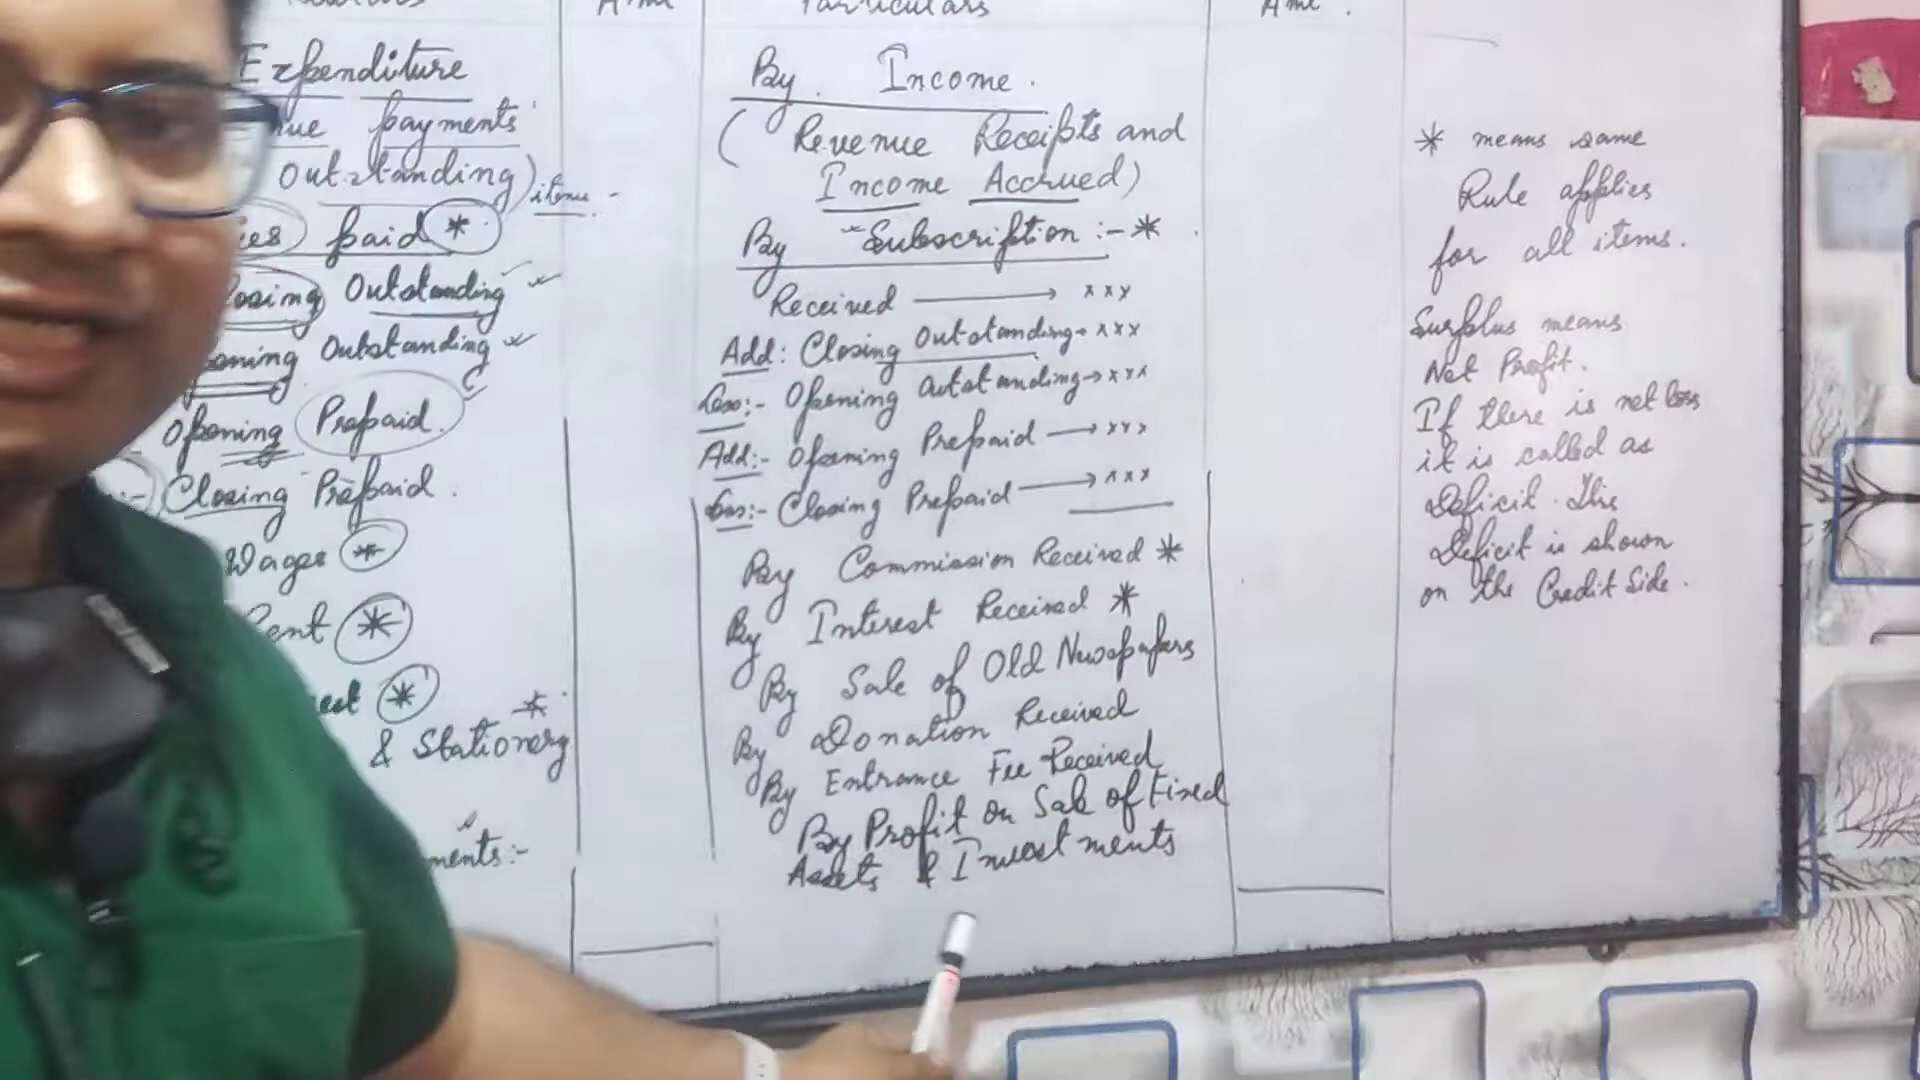 Amt
Particulars
Amt.
Expenditure
payments
Outstanding) items -
paid *
Outstanding
Outstanding
Opening Prepaid.
Closing Prepaid.
Wages *
*
*
*
& Stationery
By. Income.
( Revenue Receipts and
Income Accrued)
By Subscription :- *
Received → xxx
Add: Closing Outstanding → xxx
Less:- Opening Outstanding → xxx
Add:- Opening Prepaid → xxx
Less:- Closing Prepaid → xxx
By Commission Received *
By Interest Received *
By Sale of Old Newspapers
By Donation Received
By Entrance Fee Received
By Profit on Sale of Fixed
Assets & Investments
* means same
Rule applies
for all items.
Surplus means
Net Profit.
If there is net loss
it is called as
Deficit. This
Deficit is shown
on the Credit Side.